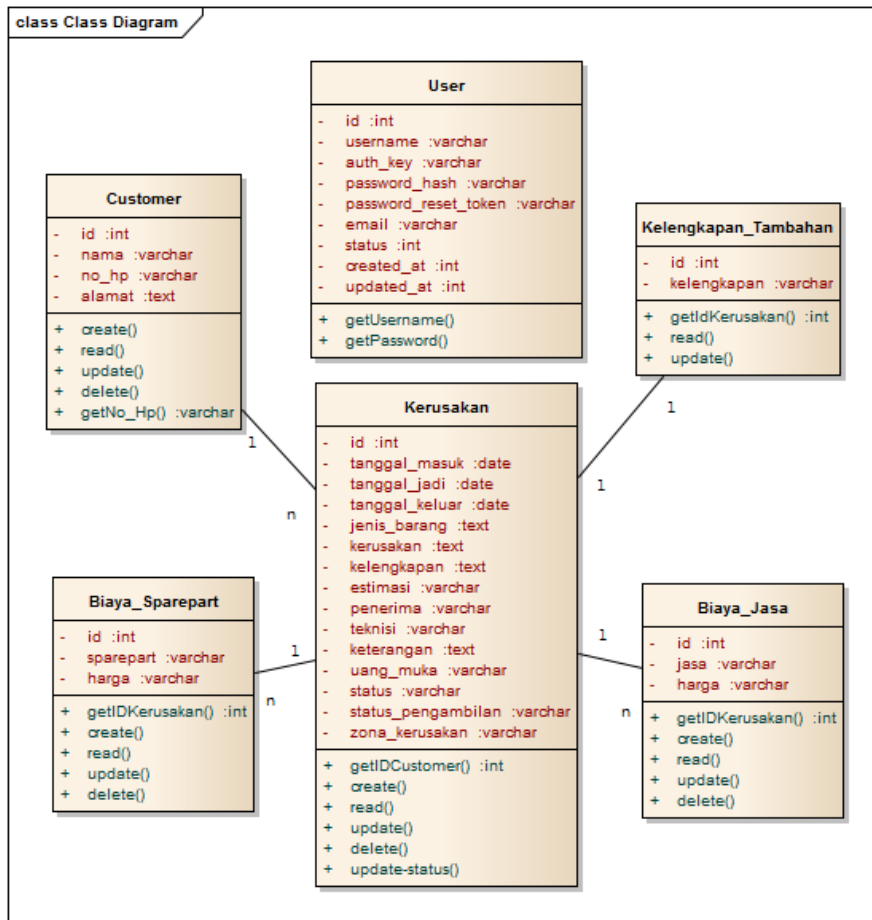 class Class Diagram
User
- id :int
- username :varchar
- auth_key :varchar
- password_hash :varchar
- password_reset_token :varchar
- email :varchar
- status :int
- created_at :int
- updated_at :int
+ getUsername()
+ getPassword()
Customer
- id :int
- nama :varchar
- no_hp :varchar
- alamat :text
+ create()
+ read()
+ update()
+ delete()
+ getNo_Hp() :varchar
Kelengkapan_Tambahan
- id :int
- kelengkapan :varchar
+ getIdKerusakan() :int
+ read()
+ update()
1
n
1
1
Kerusakan
- id :int
- tanggal_masuk :date
- tanggal_jadi :date
- tanggal_keluar :date
- jenis_barang :text
- kerusakan :text
- kelengkapan :text
- estimasi :varchar
- penerima :varchar
- teknisi :varchar
- keterangan :text
- uang_muka :varchar
- status :varchar
- status_pengambilan :varchar
- zona_kerusakan :varchar
+ getIDCustomer() :int
+ create()
+ read()
+ update()
+ delete()
+ update-status()
Biaya_Sparepart
- id :int
- sparepart :varchar
- harga :varchar
+ getIDKerusakan() :int
+ create()
+ read()
+ update()
+ delete()
1
n
Biaya_Jasa
- id :int
- jasa :varchar
- harga :varchar
+ getIDKerusakan() :int
+ create()
+ read()
+ update()
+ delete()
1
n